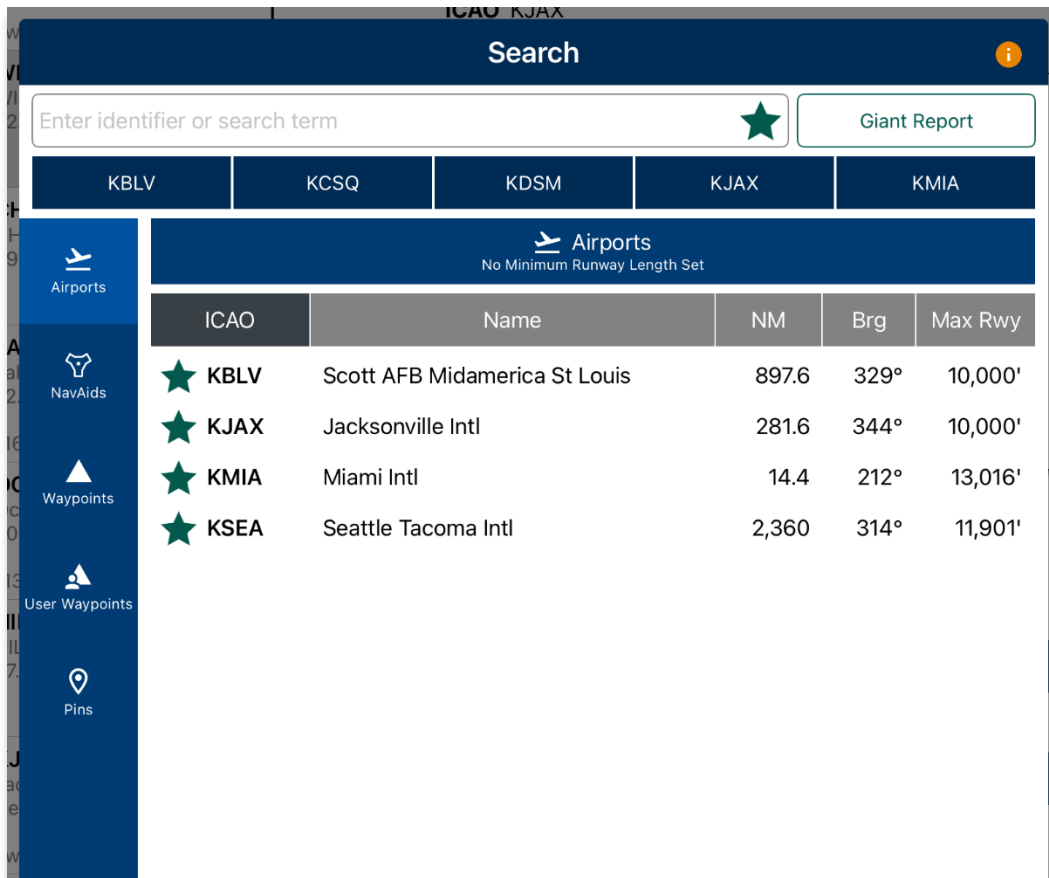 ICAO KJAX
Search
Enter identifier or search term
Giant Report
KBLV KCSQ KDSM KJAX KMIA
Airports
NavAids
Waypoints
User Waypoints
Pins
Airports
No Minimum Runway Length Set
ICAO Name NM Brg Max Rwy
KBLV Scott AFB Midamerica St Louis 897.6 329° 10,000'
KJAX Jacksonville Intl 281.6 344° 10,000'
KMIA Miami Intl 14.4 212° 13,016'
KSEA Seattle Tacoma Intl 2,360 314° 11,901'